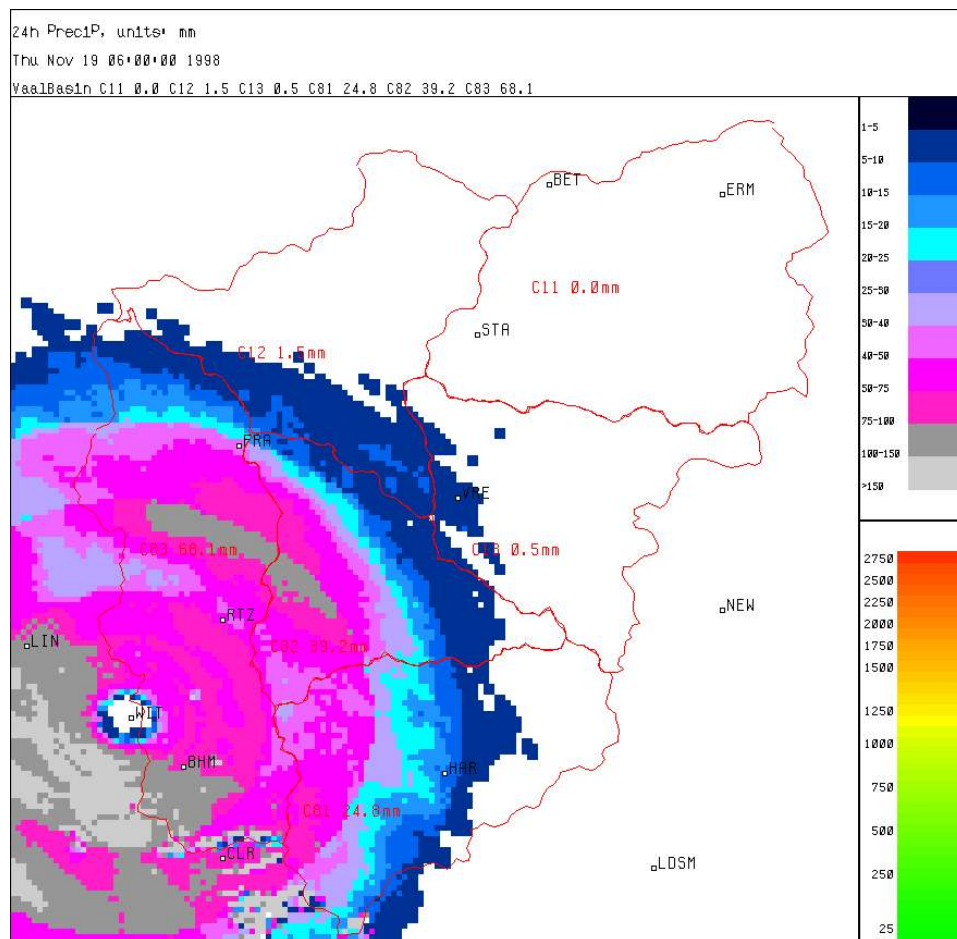 24h PreciP, units: mm
Thu Nov 19 06:00:00 1998
VaalBasin C11 0.0 C12 1.5 C13 0.5 C81 24.8 C82 39.2 C83 68.1
1-5
5-10
10-15
15-20
20-25
25-50
50-40
40-50
50-75
75-100
100-150
>150
BET
ERM
C11 0.0mm
STA
C12 1.5mm
FRA
VRE
C83 68.1mm
C13 0.5mm
NEW
RTZ
LIN
C82 39.2mm
WIT
BHM
HAR
C81 24.8mm
CLR
LDSM
2750
2500
2250
2000
1750
1500
1250
1000
750
500
250
25